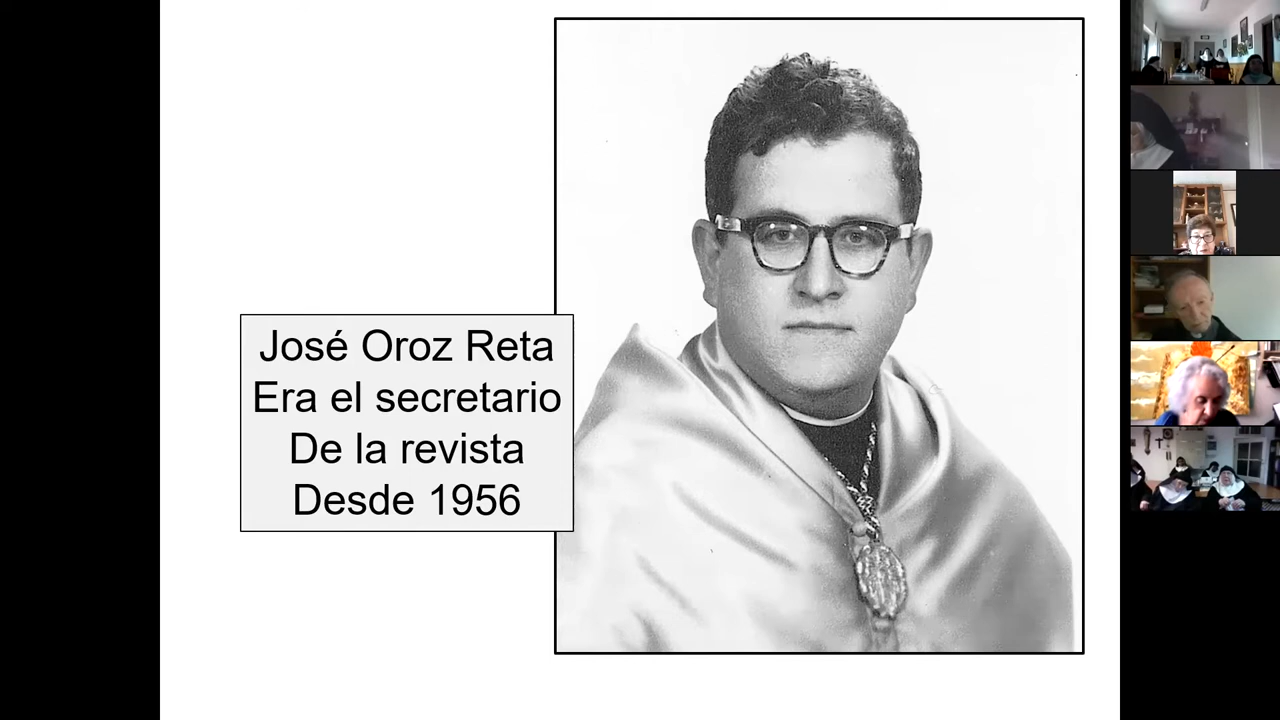 José Oroz Reta
Era el secretario
De la revista
Desde 1956